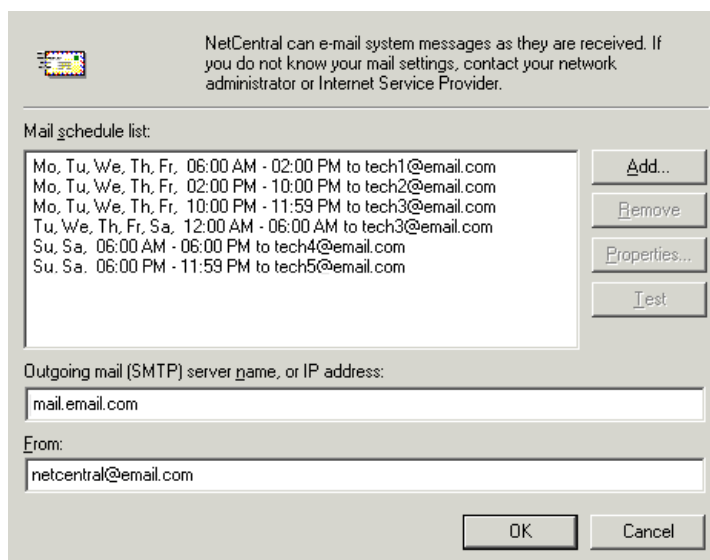 NetCentral can e-mail system messages as they are received. If
you do not know your mail settings, contact your network
administrator or Internet Service Provider.
Mail schedule list:
Mo, Tu, We, Th, Fr,  06:00 AM - 02:00 PM to tech1@email.com
Mo, Tu, We, Th, Fr,  02:00 PM - 10:00 PM to tech2@email.com
Mo, Tu, We, Th, Fr,  10:00 PM - 11:59 PM to tech3@email.com
Tu, We, Th, Fr, Sa,  12:00 AM - 06:00 AM to tech3@email.com
Su, Sa,  06:00 AM - 06:00 PM to tech4@email.com
Su. Sa.  06:00 PM - 11:59 PM to tech5@email.com
Add...
Remove
Properties...
Test
Outgoing mail (SMTP) server name, or IP address:
mail.email.com
From:
netcentral@email.com
OK
Cancel